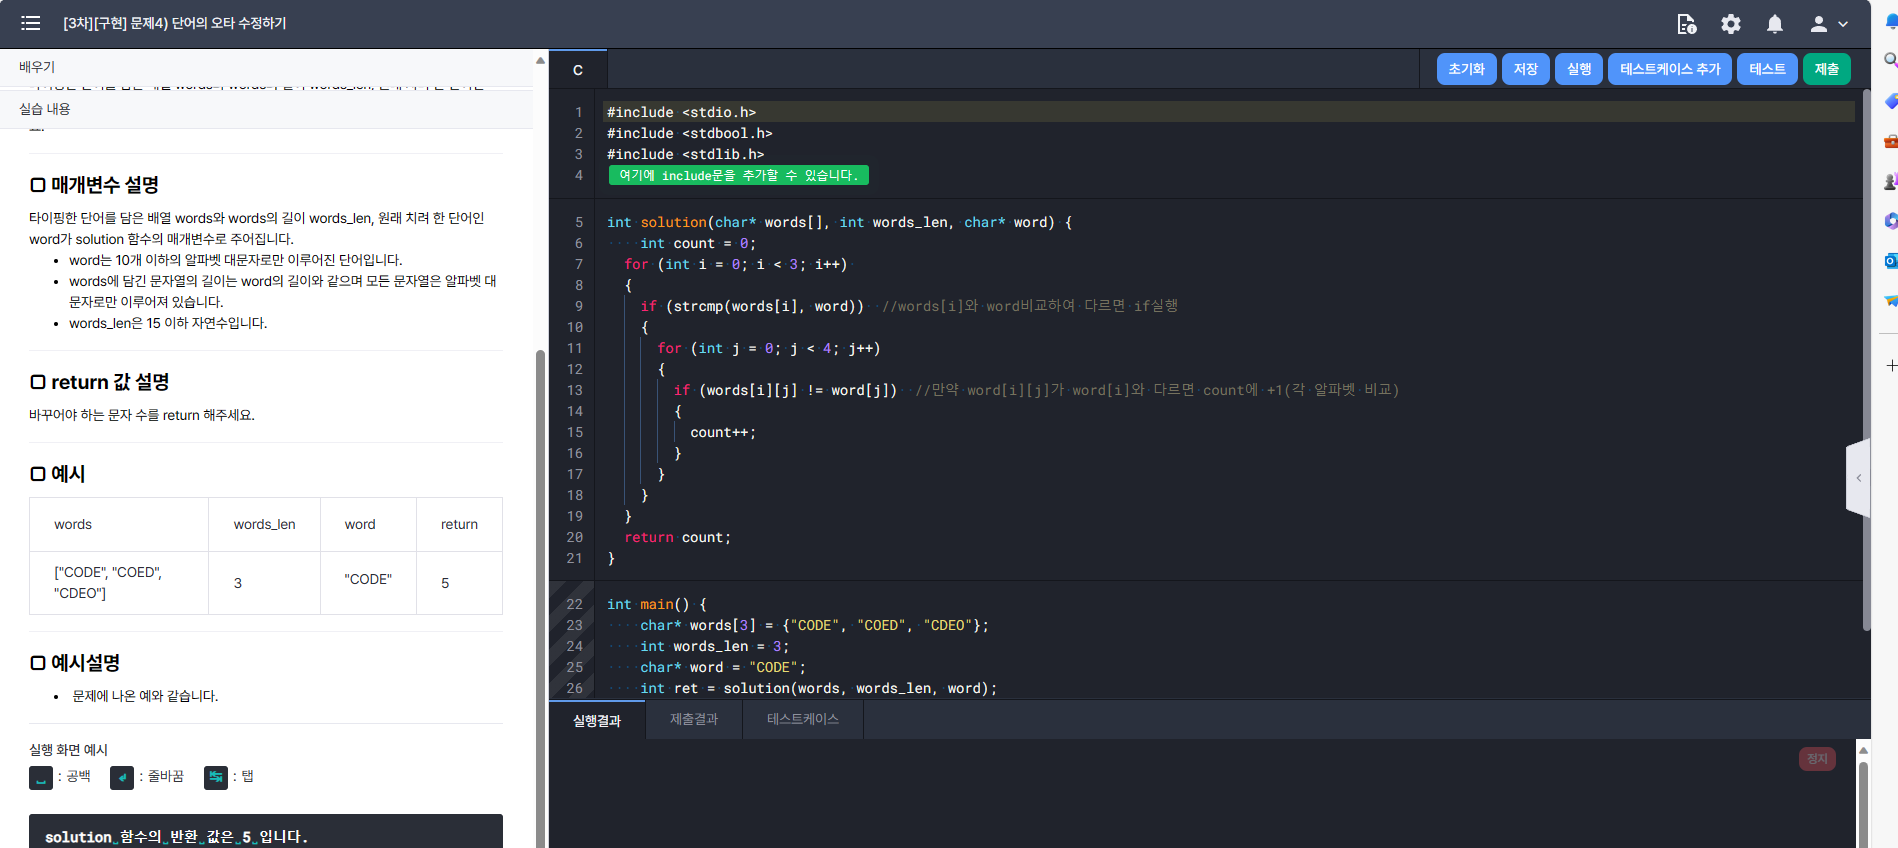 [3차][구현] 문제4) 단어의 오타 수정하기
배우기
실습 내용
요.
매개변수 설명
타이핑한 단어를 담은 배열 words와 words의 길이 words_len, 원래 치려 한 단어인
word가 solution 함수의 매개변수로 주어집니다.
word는 10개 이하의 알파벳 대문자로만 이루어진 단어입니다.
words에 담긴 문자열의 길이는 word의 길이와 같으며 모든 문자열은 알파벳 대
문자로만 이루어져 있습니다.
words_len은 15 이하 자연수입니다.
return 값 설명
바꾸어야 하는 문자 수를 return 해주세요.
예시
words words_len word return
["CODE", "COED", "CDEO"] 3 "CODE" 5
예시설명
문제에 나온 예와 같습니다.
실행 화면 예시
: 공백 : 줄바꿈 : 탭
solution 함수의 반환 값은 5 입니다.
C
초기화 저장 실행 테스트케이스 추가 테스트 제출
1 #include <stdio.h>
2 #include <stdbool.h>
3 #include <stdlib.h>
4 여기에 include문을 추가할 수 있습니다.
5 int solution(char* words[], int words_len, char* word) {
6 int count = 0;
7 for (int i = 0; i < 3; i++)
8 {
9 if (strcmp(words[i], word)) //words[i]와 word비교하여 다르면 if실행
10 {
11 for (int j = 0; j < 4; j++)
12 {
13 if (words[i][j] != word[j]) //만약 word[i][j]가 word[i]와 다르면 count에 +1(각 알파벳 비교)
14 {
15 count++;
16 }
17 }
18 }
19 }
20 return count;
21 }
22 int main() {
23 char* words[3] = {"CODE", "COED", "CDEO"};
24 int words_len = 3;
25 char* word = "CODE";
26 int ret = solution(words, words_len, word);
실행결과 제출결과 테스트케이스
정지